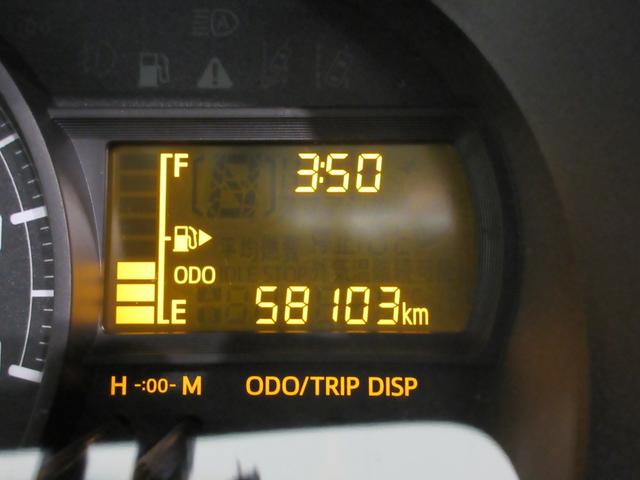 F 3:50
ODO
E 58103km
H -:00- M ODO/TRIP DISP